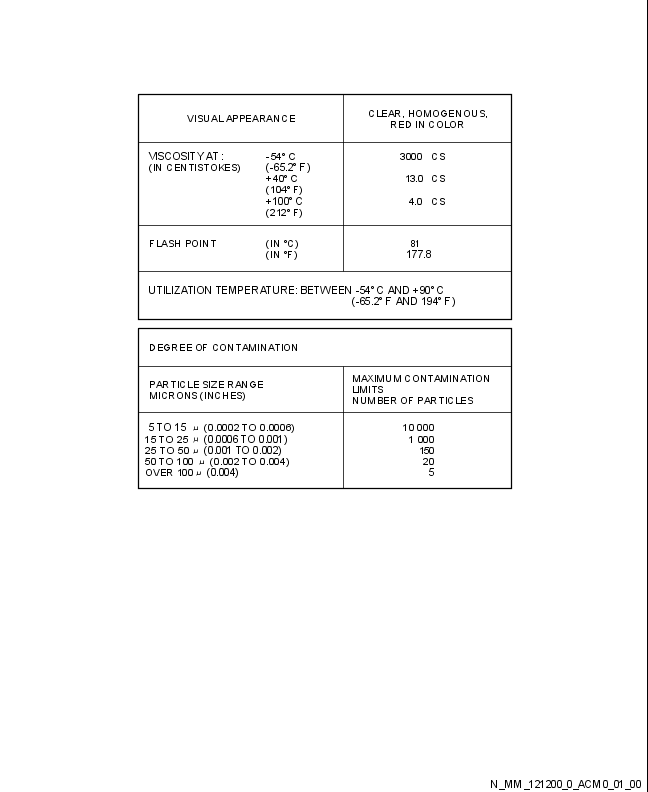 VISUAL APPEARANCE
CLEAR, HOMOGENOUS,
RED IN COLOR
VISCOSITY AT : -54° C 3000 CS
(IN CENTISTOKES) (-65.2° F)
+40° C 13.0 CS
(104° F)
+100° C 4.0 CS
(212° F)
FLASH POINT (IN °C) 81
(IN °F) 177.8
UTILIZATION TEMPERATURE: BETWEEN -54° C AND +90° C
(-65.2° F AND 194° F)
DEGREE OF CONTAMINATION
PARTICLE SIZE RANGE
MICRONS (INCHES)
MAXIMUM CONTAMINATION
LIMITS
NUMBER OF PARTICLES
5 TO 15 µ (0.0002 TO 0.0006) 10 000
15 TO 25 µ (0.0006 TO 0.001) 1 000
25 TO 50 µ (0.001 TO 0.002) 150
50 TO 100 µ (0.002 TO 0.004) 20
OVER 100 µ (0.004) 5
N_MM_121200_0_ACM0_01_00